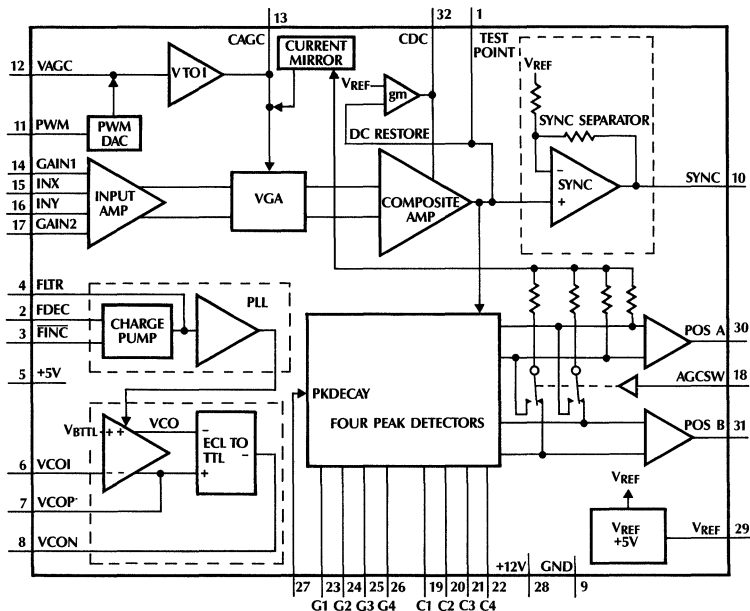 13
32
1
CAGC
CURRENT
MIRROR
CDC
TEST
POINT
12 VAGC
V TO I
VREF
gm
VREF
SYNC SEPARATOR
11 PWM
PWM
DAC
DC RESTORE
14 GAIN1
15 INX
16 INY
17 GAIN2
INPUT
AMP
VGA
COMPOSITE
AMP
-
SYNC
+
SYNC 10
4 FLTR
2 FDEC
3 FINC
CHARGE
PUMP
PLL
5 +5V
PKDECAY
FOUR PEAK DETECTORS
POS A 30
AGCSW 18
POS B 31
VBTTL
++
--
VCO
-
ECL TO
TTL
-
+
6 VCOI
7 VCOP
8 VCON
VREF
VREF
+5V
VREF 29
+12V GND
27 23 24 25 26 19 20 21 22 28 9
G1 G2 G3 G4 C1 C2 C3 C4